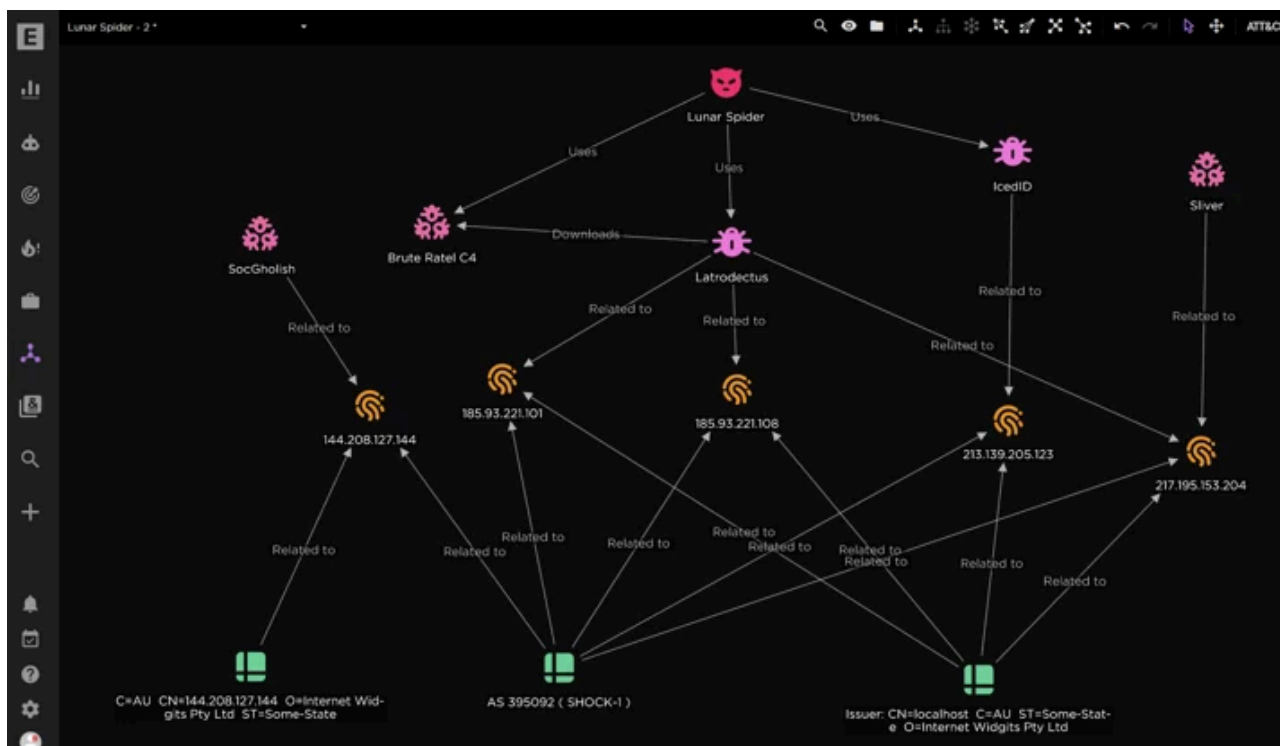 E
Lunar Spider - 2 *
ATT&C
Lunar Spider
Uses
Uses
Uses
IcedID
Sliver
SocGholish
Brute Ratel C4
Downloads
Latrodectus
Related to
Related to
Related to
Related to
Related to
Related to
144.208.127.144
185.93.221.101
185.93.221.108
213.139.205.123
217.195.153.204
Related to
Related to
Related to
Related to
Related to
Related to
Related to
Related to
Related to
Related to
C=AU CN=144.208.127.144 O=Internet Wid-
gits Pty Ltd ST=Some-State
AS 395092 ( SHOCK-1 )
Issuer: CN=localhost C=AU ST=Some-Stat-
e O=Internet Widgits Pty Ltd